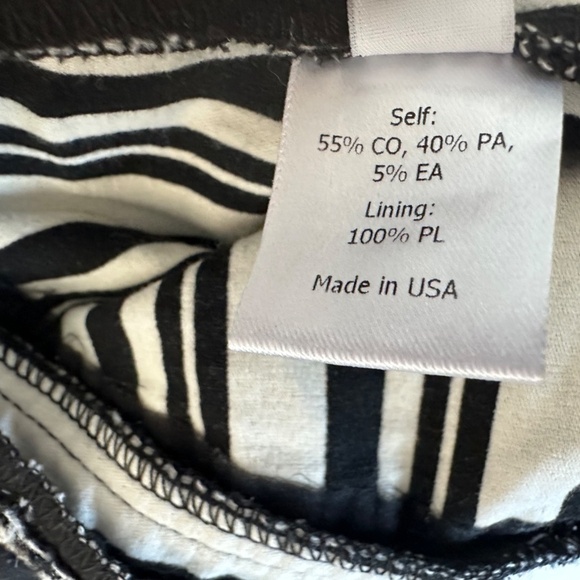 Self:
55% CO, 40% PA,
5% EA
Lining:
100% PL
Made in USA